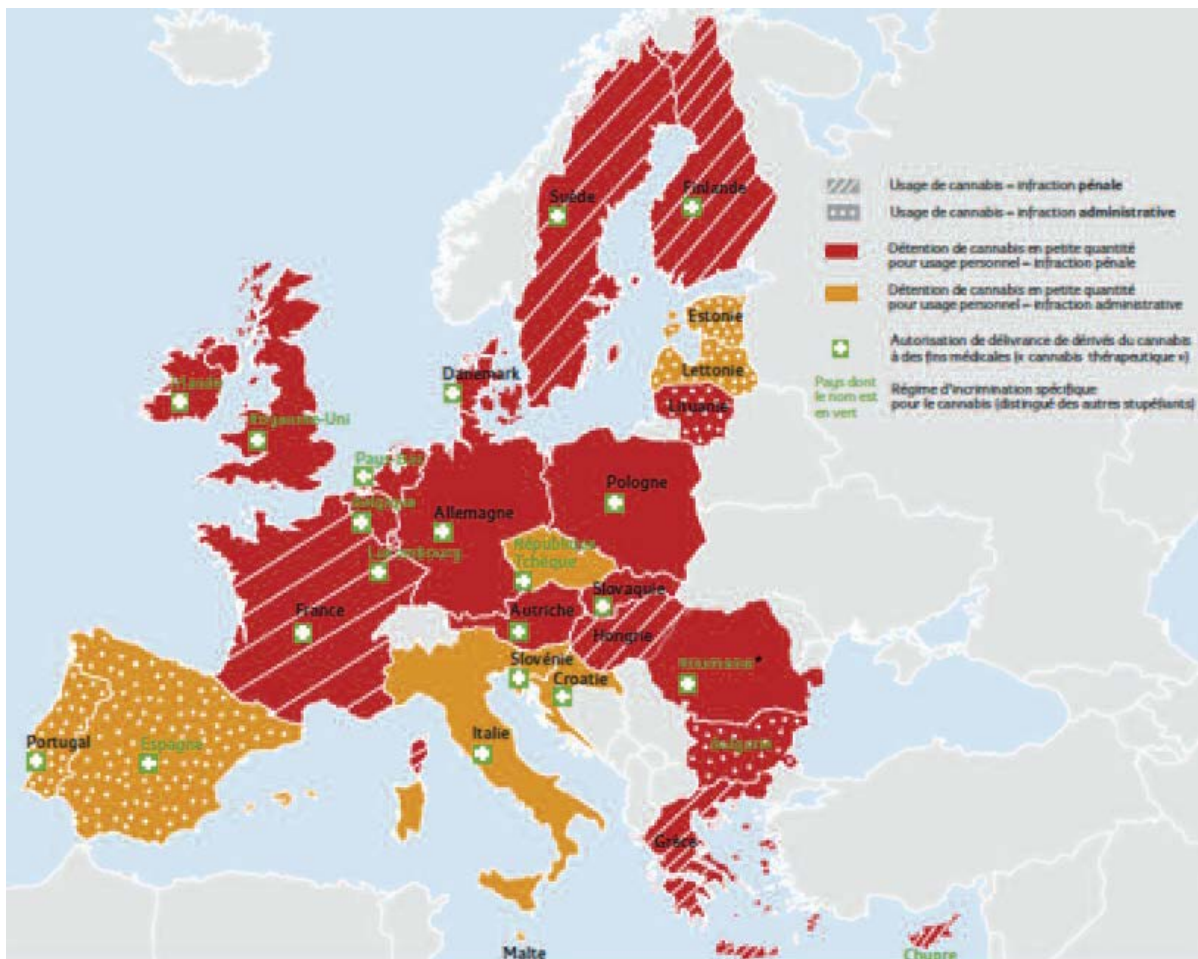 Suède
Finlande
Usage de cannabis – infraction pénale
Usage de cannabis – infraction administrative
Détention de cannabis en petite quantité
pour usage personnel – infraction pénale
Détention de cannabis en petite quantité
pour usage personnel – infraction administrative
Autorisation de délivrance de dérivés du cannabis
à des fins médicales (« cannabis thérapeutique »)
Pays dont
le nom est
en vert
Régime d'incrimination spécifique
pour le cannabis (distingué des autres stupéfiants)
Estonie
Lettonie
Lituanie
Danemark
Irlande
Royaume-Uni
Pays-Bas
Belgique
Allemagne
Pologne
Luxembourg
République
Tchèque
Slovaquie
France
Autriche
Hongrie
Roumanie*
Slovénie
Croatie
Portugal
Espagne
Italie
Bulgarie
Grèce
Malte
Chypre